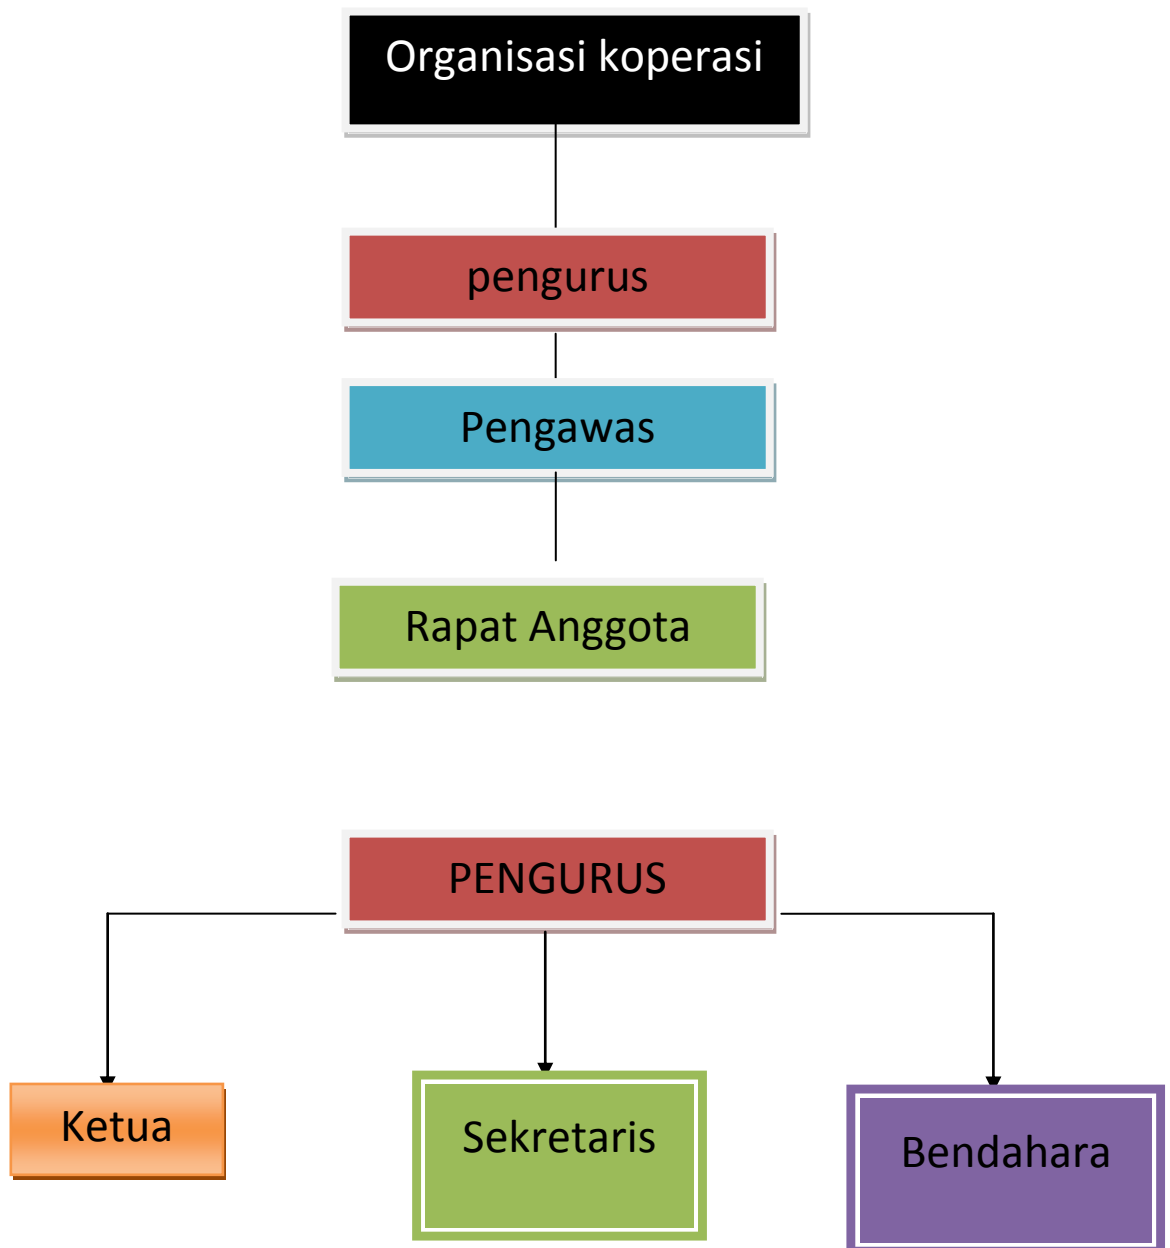 Organisasi koperasi
pengurus
Pengawas
Rapat Anggota
PENGURUS
Ketua
Sekretaris
Bendahara